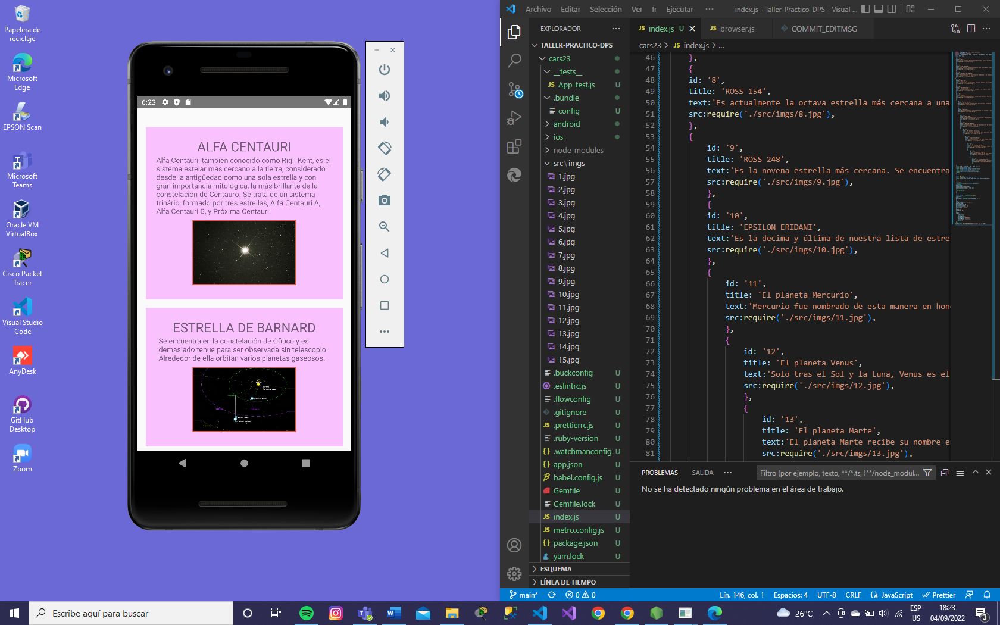 Papelera de
reciclaje
Microsoft
Edge
EPSON Scan
Microsoft
Teams
Oracle VM
VirtualBox
Cisco Packet
Tracer
Visual Studio
Code
AnyDesk
GitHub
Desktop
Zoom
6:23
ALFA CENTAURI
Alfa Centauri, también conocido como Rigil Kent, es el
sistema estelar más cercano a la tierra, considerado
desde la antigüedad como una sola estrella y con
gran importancia mitológica, la más brillante de la
constelación de Centauro. Se trata de un sistema
trinário, formado por tres estrellas, Alfa Centauri A,
Alfa Centauri B, y Próxima Centauri.
ESTRELLA DE BARNARD
Se encuentra en la constelación de Ofiuco y es
demasiado tenue para ser observada sin telescopio.
Alrededor de ella orbitan varios planetas gaseosos.
Archivo Editar Selección Ver Ir Ejecutar ··· index.js - Taller-Practico-DPS - Visual ...
EXPLORADOR ···
TALLER-PRACTICO-DPS
cars23
__tests__
JS App-test.js U
.bundle
config U
android
ios
node_modules
src\imgs
1.jpg
2.jpg
3.jpg
4.jpg
5.jpg
6.jpg
7.jpg
8.jpg
9.jpg
10.jpg
11.jpg
12.jpg
13.jpg
14.jpg
15.jpg
.buckconfig U
.eslintrc.js U
.flowconfig U
.gitignore U
JS .prettierrc.js U
.ruby-version U
{} .watchmanconfig U
{} app.json U
babel.config.js U
Gemfile U
Gemfile.lock U
JS index.js U
JS metro.config.js U
{} package.json U
yarn.lock U
ESQUEMA
LÍNEA DE TIEMPO
JS index.js U JS browser.js COMMIT_EDITMSG
cars23 > JS index.js > ...
46 },
47 {
48 id: '8',
49 title: 'ROSS 154',
50 text:'Es actualmente la octava estrella más cercana a una
51 src:require('./src/imgs/8.jpg'),
52 },
53 {
54 id: '9',
55 title: 'ROSS 248',
56 text:'Es la novena estrella más cercana. Se encuentra
57 src:require('./src/imgs/9.jpg'),
58 },
59 {
60 id: '10',
61 title: 'EPSILON ERIDANI',
62 text:'Es la decima y última de nuestra lista de estre
63 src:require('./src/imgs/10.jpg'),
64 },
65 {
66 id: '11',
67 title: 'El planeta Mercurio',
68 text:'Mercurio fue nombrado de esta manera en hon
69 src:require('./src/imgs/11.jpg'),
70 },
71 {
72 id: '12',
73 title: 'El planeta Venus',
74 text:'Solo tras el Sol y la Luna, Venus es el
75 src:require('./src/imgs/12.jpg'),
76 },
77 {
78 id: '13',
79 title: 'El planeta Marte',
80 text:'El planeta Marte recibe su nombre e
81 src:require('./src/imgs/13.jpg'),
PROBLEMAS SALIDA ··· Filtro (por ejemplo, texto, **/*.ts, !**/node_modul...
No se ha detectado ningún problema en el área de trabajo.
main* 0 0 Lín. 146, col. 1 Espacios: 4 UTF-8 CRLF {} JavaScript Prettier
Escribe aquí para buscar
26°C
ESP
US
18:23
04/09/2022
3